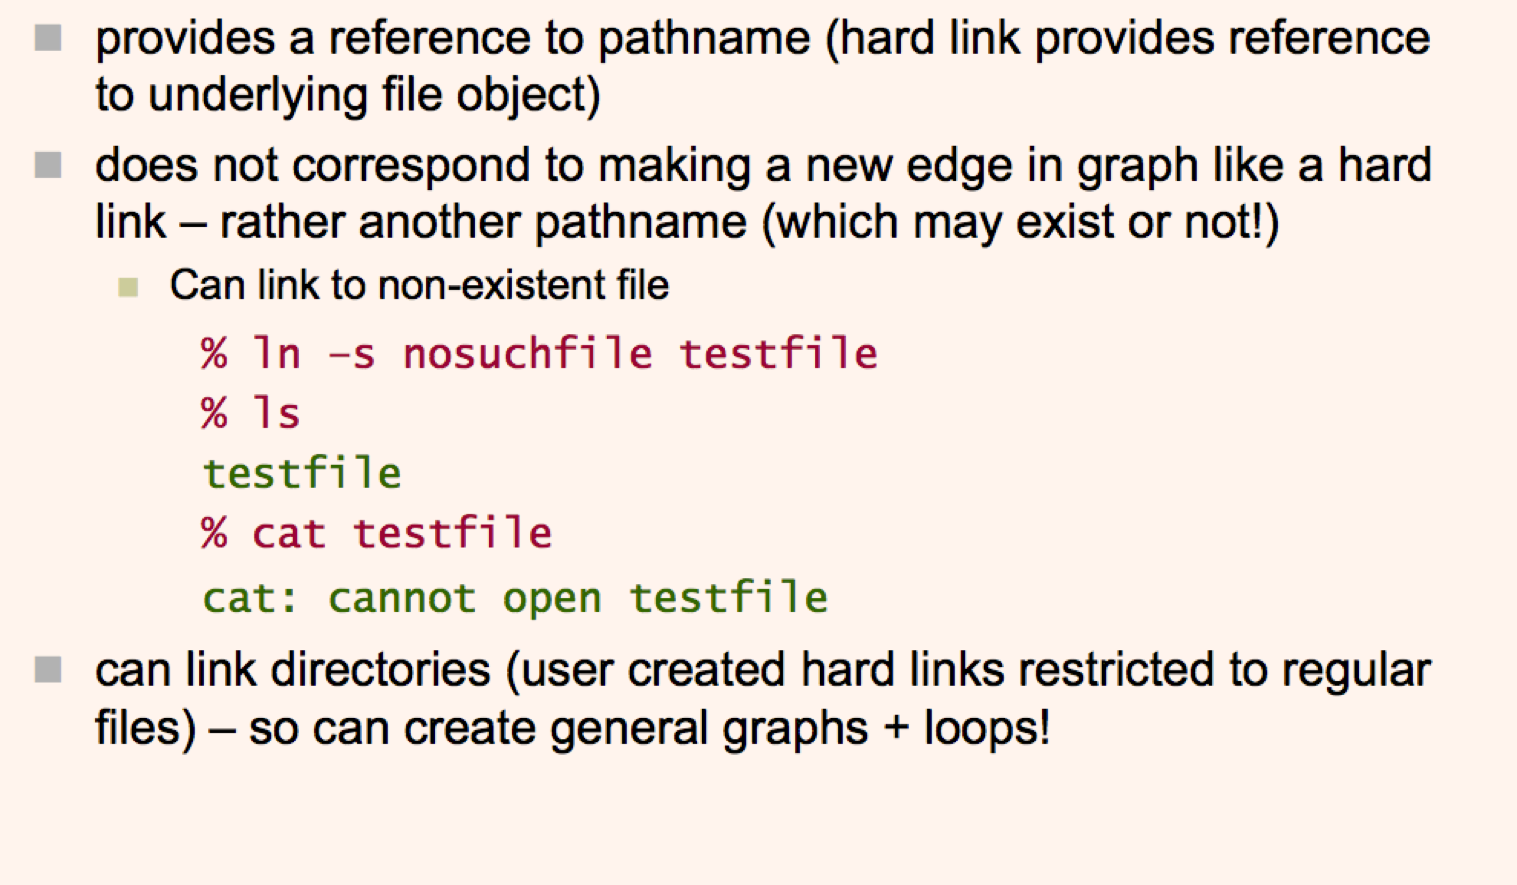 provides a reference to pathname (hard link provides reference
to underlying file object)
does not correspond to making a new edge in graph like a hard
link – rather another pathname (which may exist or not!)
Can link to non-existent file
% ln –s nosuchfile testfile
% ls
testfile
% cat testfile
cat: cannot open testfile
can link directories (user created hard links restricted to regular
files) – so can create general graphs + loops!